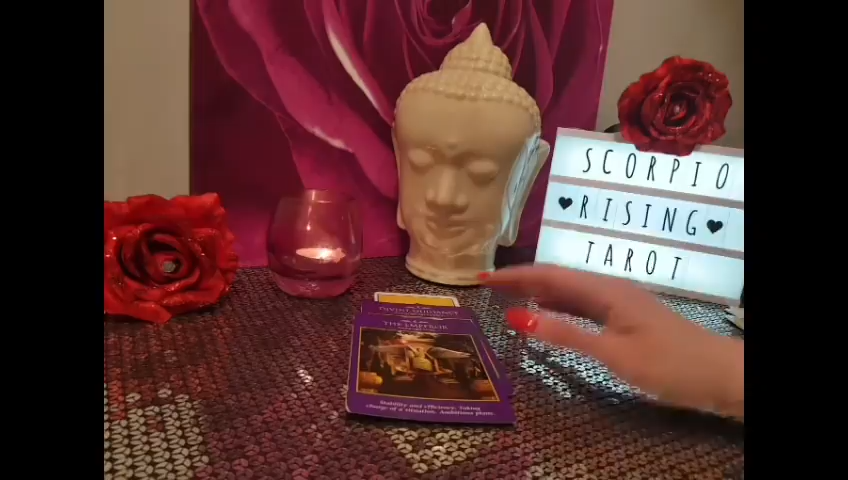 SCORPIO
♥ RISING ♥
TAROT
THE EMPEROR
Stability and efficiency. Taking
charge of a situation. Ambitious plans.